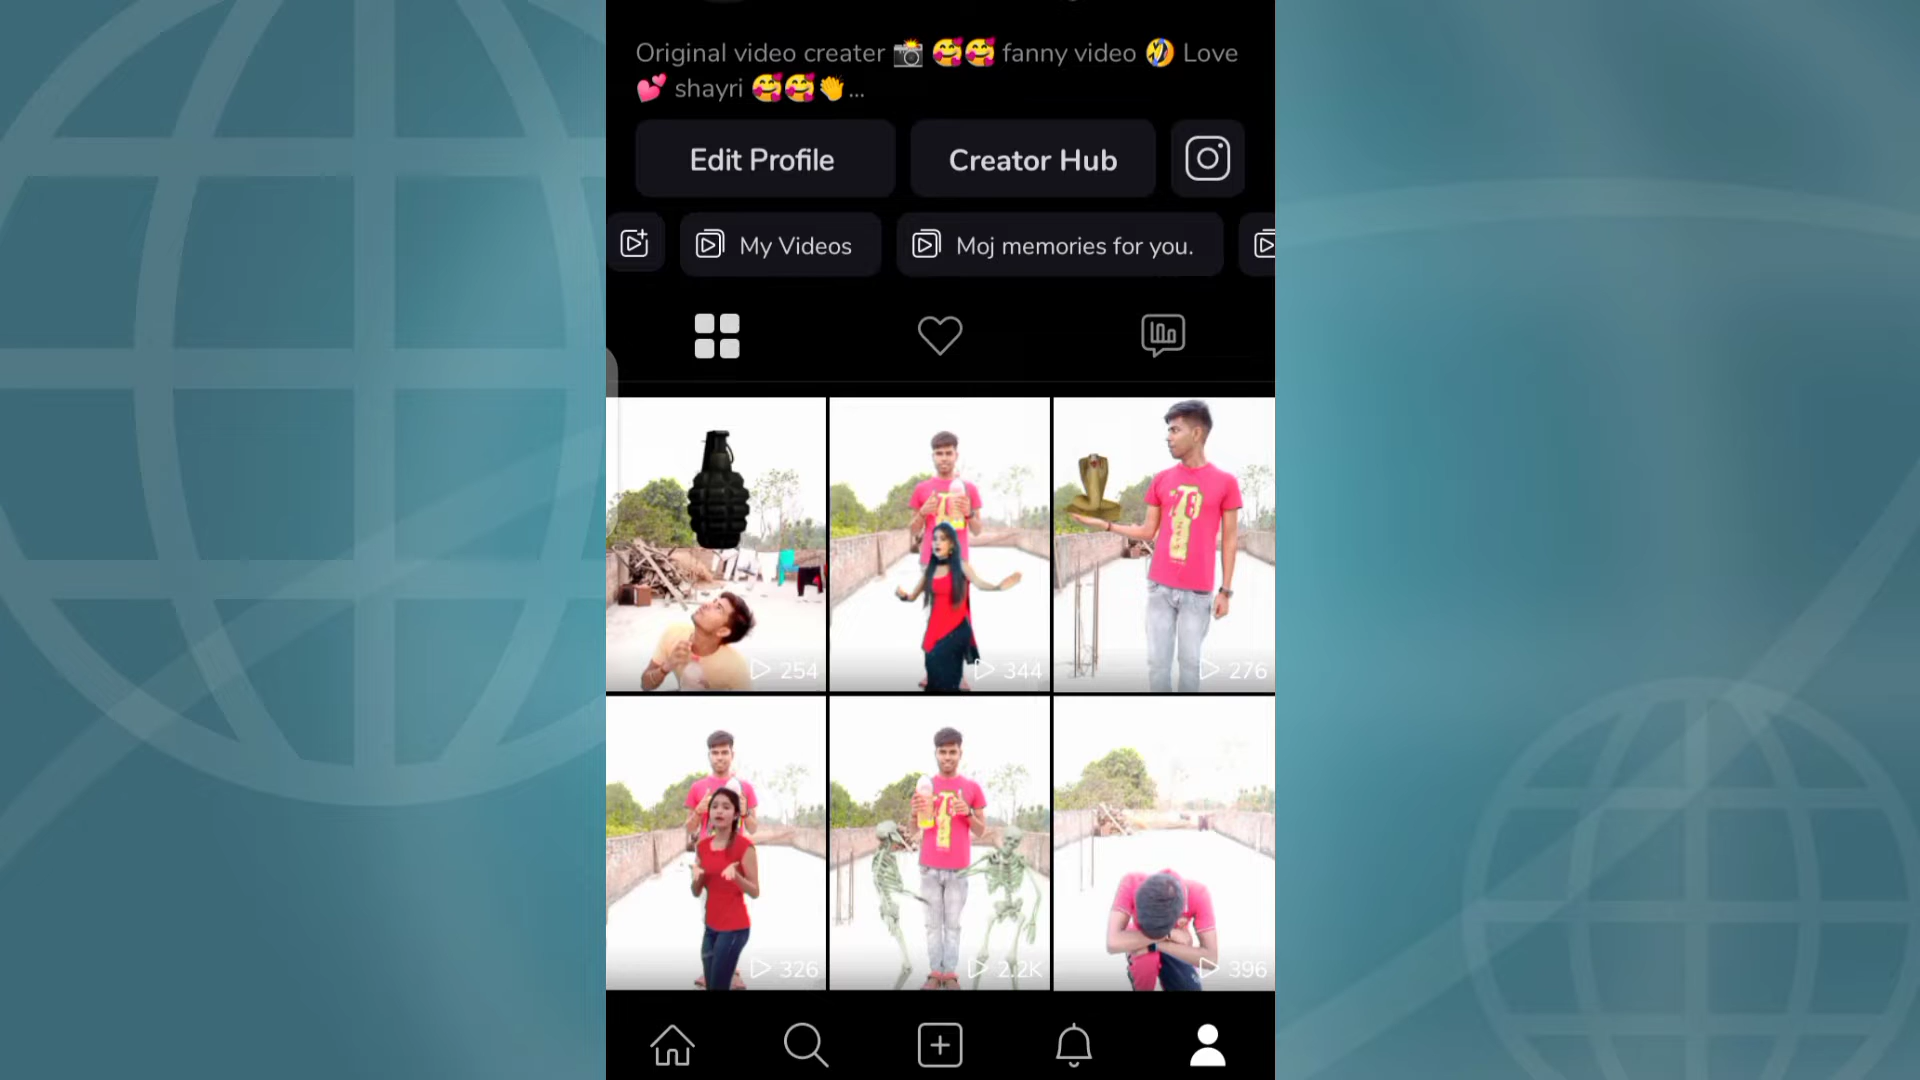 Original video creater 📸 🥰🥰 fanny video 🤣 Love
💕 shayri 🥰🥰👏...
Edit Profile
Creator Hub
My Videos
Moj memories for you.
254
344
276
326
2.2K
396